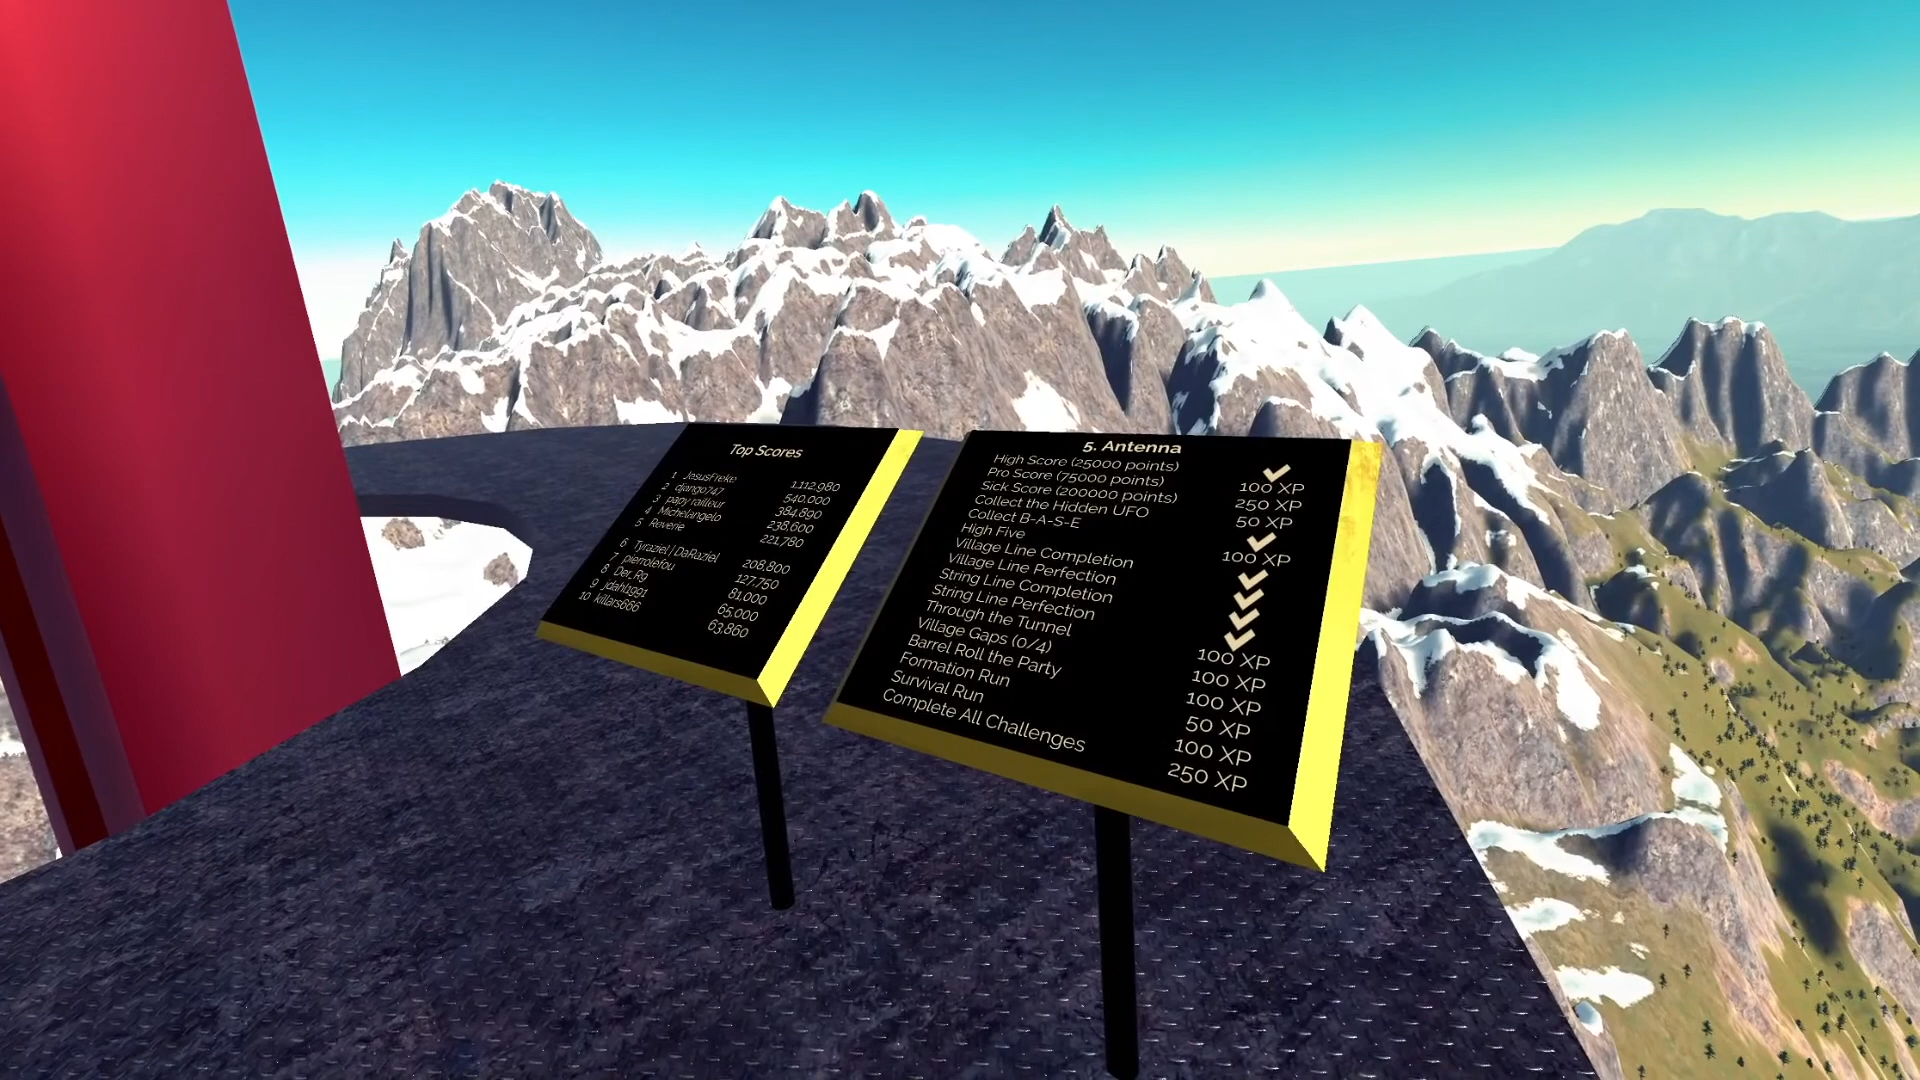 Top Scores
1 JosusFreke 1,112,980
2 django747 540,000
3 papy railleur 384,890
4 Michelangelo 238,600
5 Reverie 221,780
6 Tyraziel | DaRaziel 208,800
7 pierrolefou 127,750
8 Der_Rg 81,000
9 jdahl1991 65,000
10 killars666 63,860
5. Antenna
High Score (25000 points) ✓
Pro Score (75000 points) 100 XP
Sick Score (200000 points) 250 XP
Collect the Hidden UFO 50 XP
Collect B-A-S-E ✓
High Five 100 XP
Village Line Completion ✓
Village Line Perfection ✓
String Line Completion ✓
String Line Perfection ✓
Through the Tunnel 100 XP
Village Gaps (0/4) 100 XP
Barrel Roll the Party 100 XP
Formation Run 50 XP
Survival Run 100 XP
Complete All Challenges 250 XP